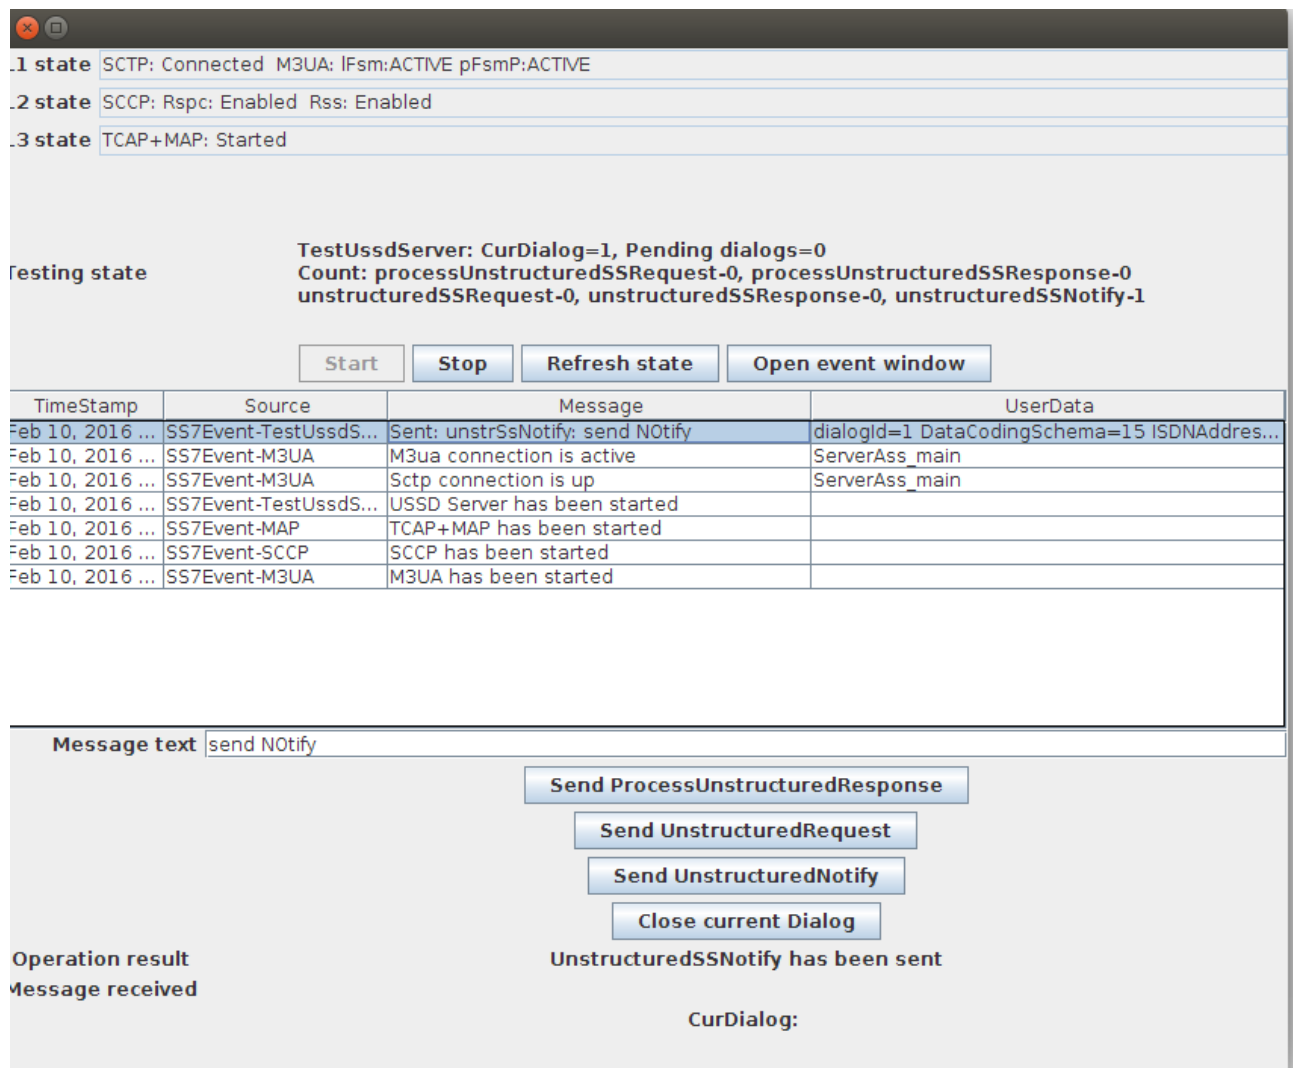 .1 state SCTP: Connected M3UA: lFsm:ACTIVE pFsmP:ACTIVE
.2 state SCCP: Rspc: Enabled Rss: Enabled
.3 state TCAP+MAP: Started
TestUssdServer: CurDialog=1, Pending dialogs=0
Testing state Count: processUnstructuredSSRequest-0, processUnstructuredSSResponse-0
unstructuredSSRequest-0, unstructuredSSResponse-0, unstructuredSSNotify-1
Start Stop Refresh state Open event window
TimeStamp Source Message UserData
Feb 10, 2016 ... SS7Event-TestUssdS... Sent: unstrSsNotify: send N0tify dialogId=1 DataCodingSchema=15 ISDNAddres...
Feb 10, 2016 ... SS7Event-M3UA M3ua connection is active ServerAss_main
Feb 10, 2016 ... SS7Event-M3UA Sctp connection is up ServerAss_main
Feb 10, 2016 ... SS7Event-TestUssdS... USSD Server has been started
Feb 10, 2016 ... SS7Event-MAP TCAP+MAP has been started
Feb 10, 2016 ... SS7Event-SCCP SCCP has been started
Feb 10, 2016 ... SS7Event-M3UA M3UA has been started
Message text send N0tify
Send ProcessUnstructuredResponse
Send UnstructuredRequest
Send UnstructuredNotify
Close current Dialog
Operation result UnstructuredSSNotify has been sent
Message received
CurDialog: